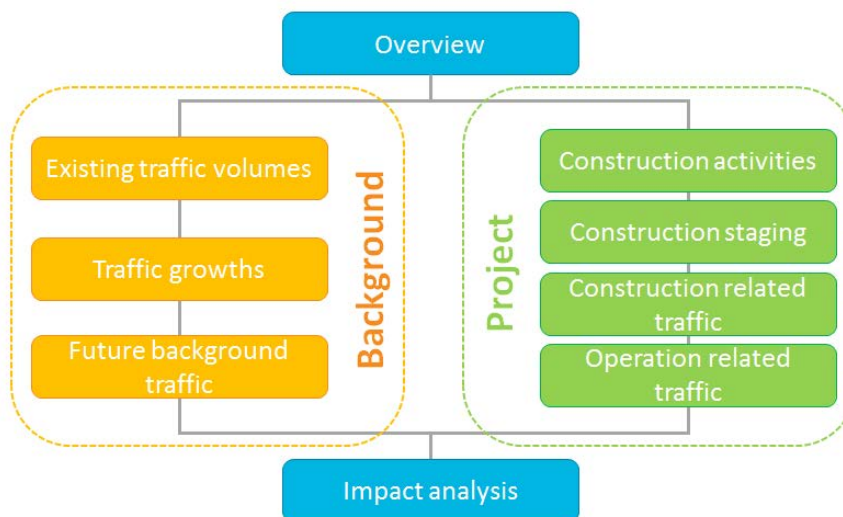 Overview
Existing traffic volumes
Traffic growths
Future background
traffic
Background
Project
Construction activities
Construction staging
Construction related
traffic
Operation related
traffic
Impact analysis